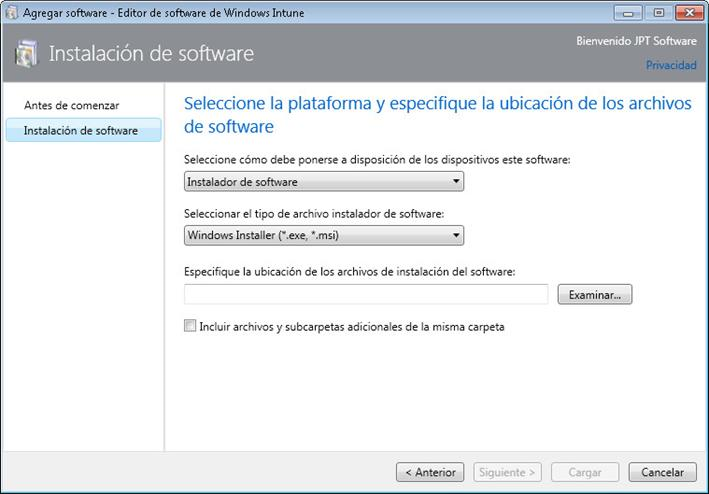 Agregar software - Editor de software de Windows Intune
Instalación de software
Bienvenido JPT Software
Privacidad
Antes de comenzar
Instalación de software
Seleccione la plataforma y especifique la ubicación de los archivos
de software
Seleccione cómo debe ponerse a disposición de los dispositivos este software:
Instalador de software
Seleccionar el tipo de archivo instalador de software:
Windows Installer (*.exe, *.msi)
Especifique la ubicación de los archivos de instalación del software:
Examinar...
Incluir archivos y subcarpetas adicionales de la misma carpeta
< Anterior
Siguiente >
Cargar
Cancelar